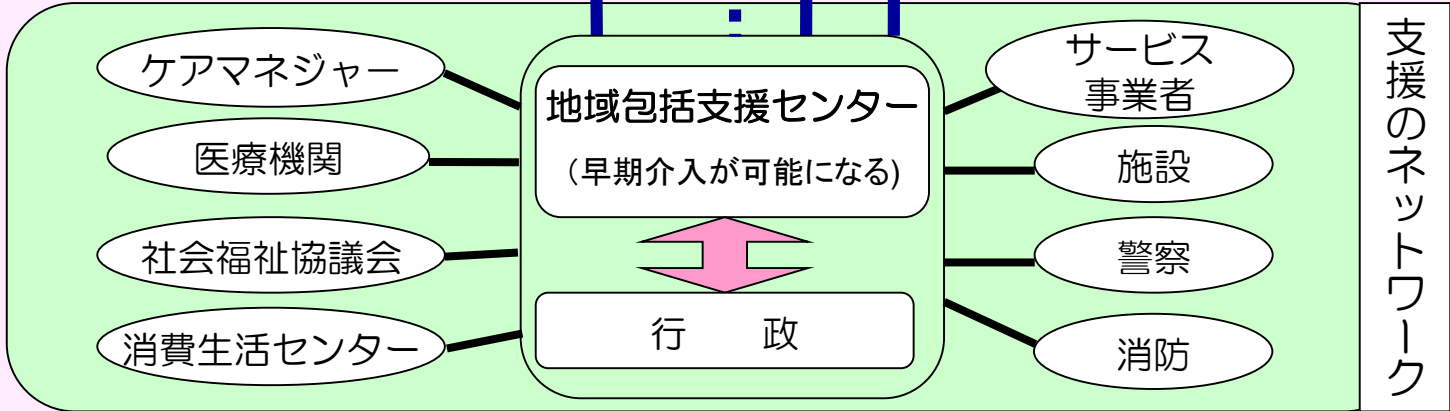 ケアマネジャー
医療機関
社会福祉協議会
消費生活センター
地域包括支援センター
（早期介入が可能になる)
行　　政
サービス
事業者
施設
警察
消防
支援のネットワーク